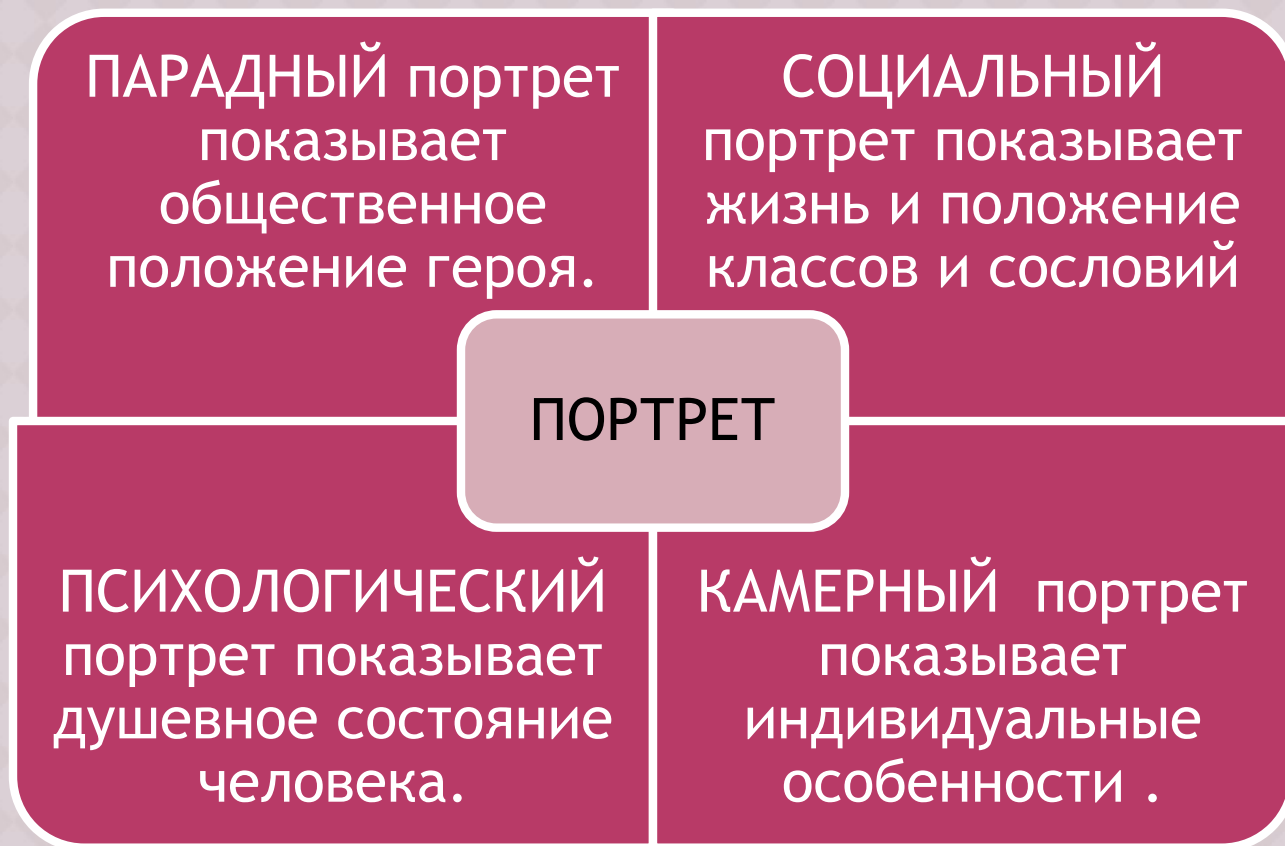 ПАРАДНЫЙ портрет
показывает
общественное
положение героя.
СОЦИАЛЬНЫЙ
портрет показывает
жизнь и положение
классов и сословий
ПОРТРЕТ
ПСИХОЛОГИЧЕСКИЙ
портрет показывает
душевное состояние
человека.
КАМЕРНЫЙ  портрет
показывает
индивидуальные
особенности .